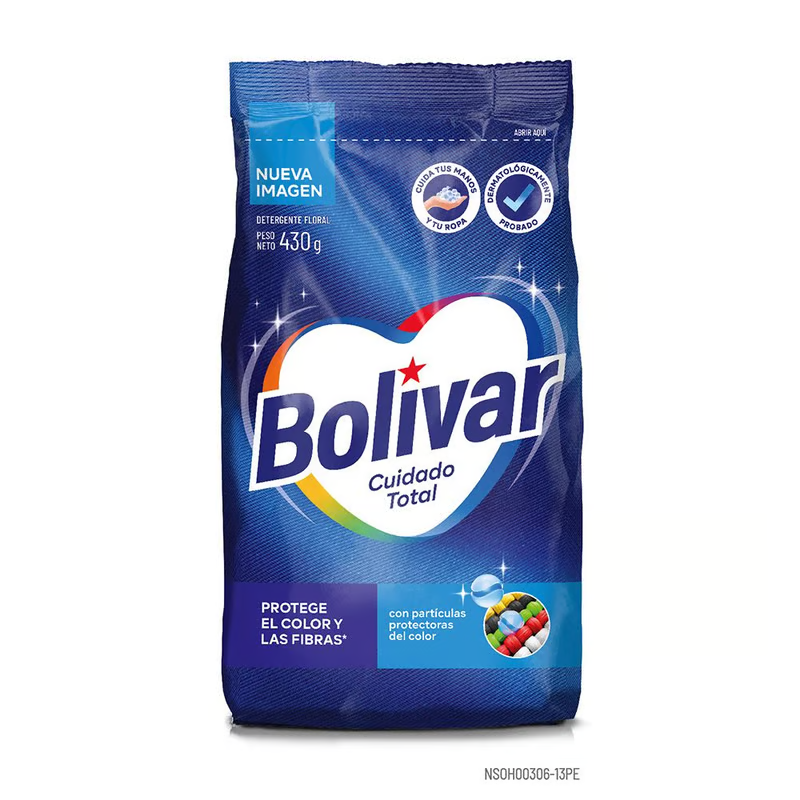 ABRIR AQUÍ
NUEVA
IMAGEN
DETERGENTE FLORAL
PESO
NETO 430 g
CUIDA TUS MANOS
Y TU ROPA
DERMATOLÓGICAMENTE
PROBADO
Bolivar
Cuidado
Total
PROTEGE
EL COLOR Y
LAS FIBRAS*
con partículas
protectoras
del color
NSOH00306-13PE